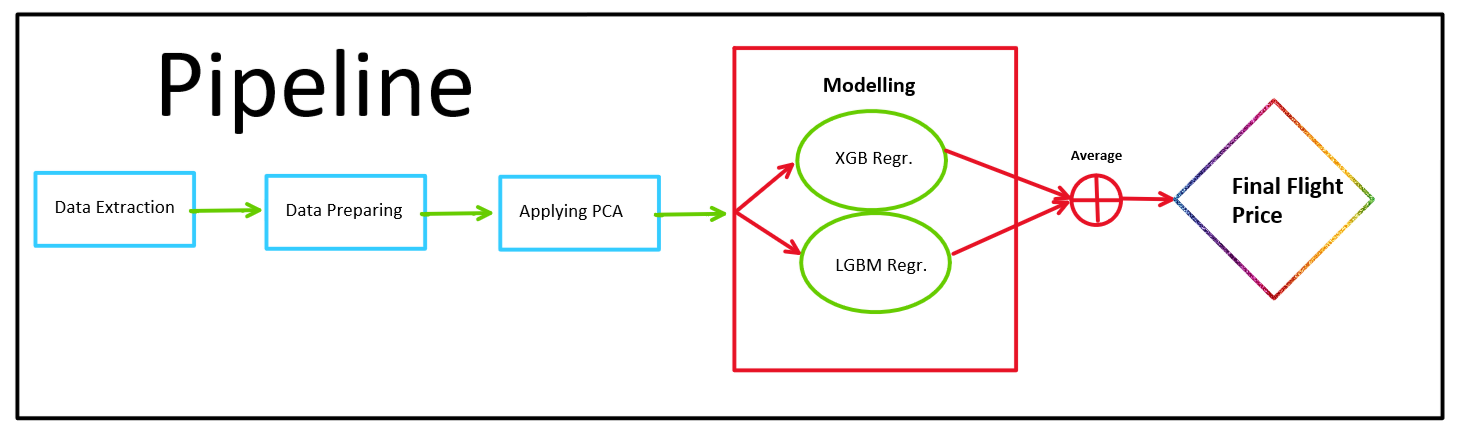 Pipeline
Data Extraction
Data Preparing
Applying PCA
Modelling
XGB Regr.
LGBM Regr.
Average
Final Flight
Price